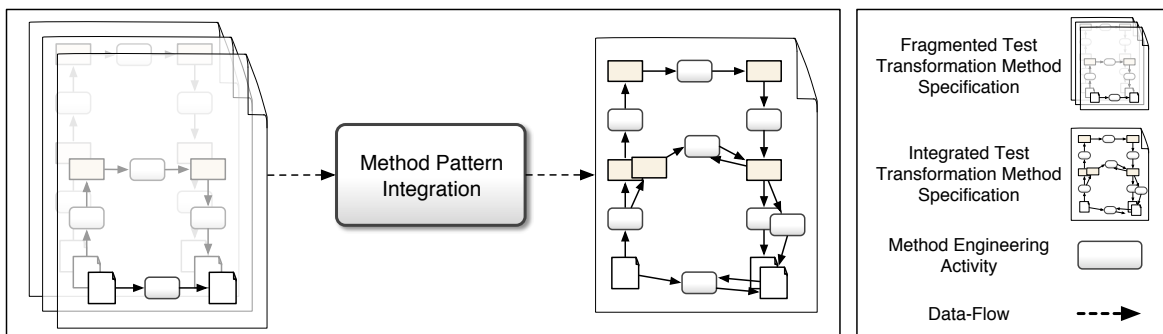 Method Pattern
Integration
Fragmented Test
Transformation Method
Specification
Integrated Test
Transformation Method
Specification
Method Engineering
Activity
Data-Flow